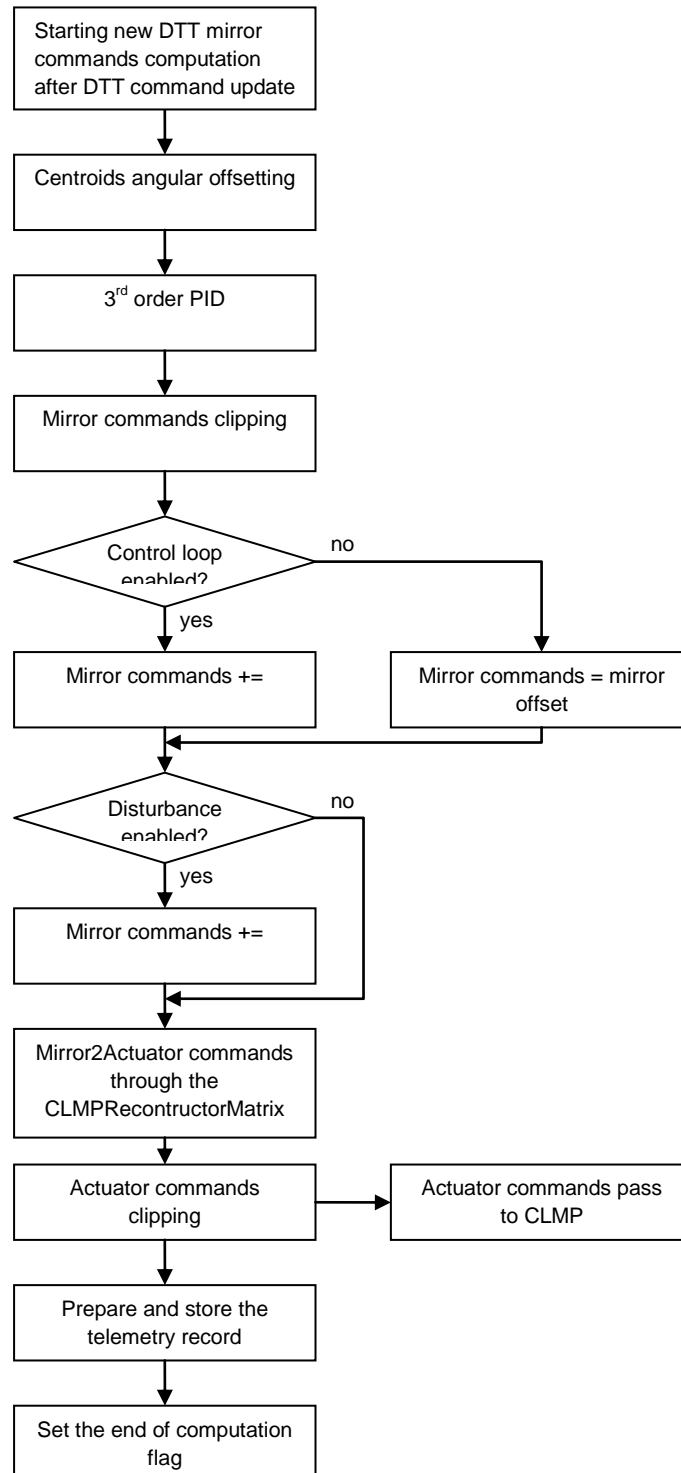 Starting new DTT mirror
commands computation
after DTT command update
Centroids angular offsetting
3rd order PID
Mirror commands clipping
Control loop
enabled?
no
yes
Mirror commands +=
Mirror commands = mirror
offset
Disturbance
enabled?
no
yes
Mirror commands +=
Mirror2Actuator commands
through the
CLMPRecontructorMatrix
Actuator commands
clipping
Actuator commands pass
to CLMP
Prepare and store the
telemetry record
Set the end of computation
flag